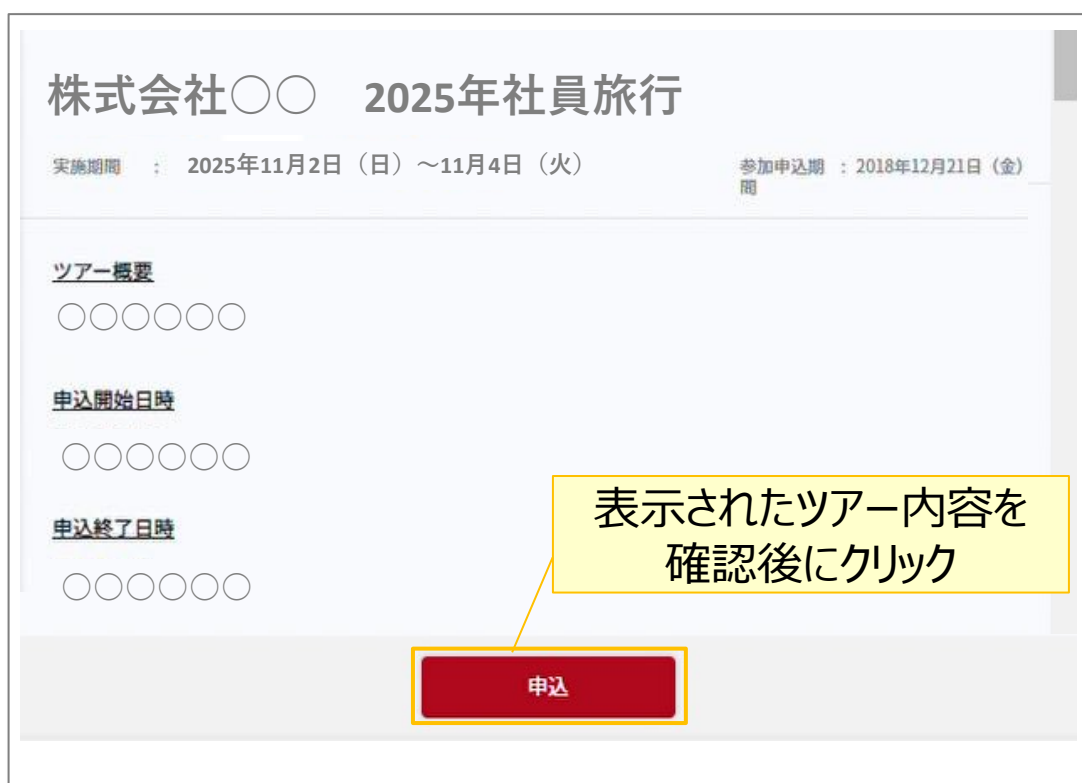 株式会社○○　2025年社員旅行
実施期間　：　2025年11月2日（日）～11月4日（火）
参加申込期間　：2018年12月21日（金）
ツアー概要
○○○○○○
申込開始日時
○○○○○○
申込終了日時
○○○○○○
表示されたツアー内容を
確認後にクリック
申込